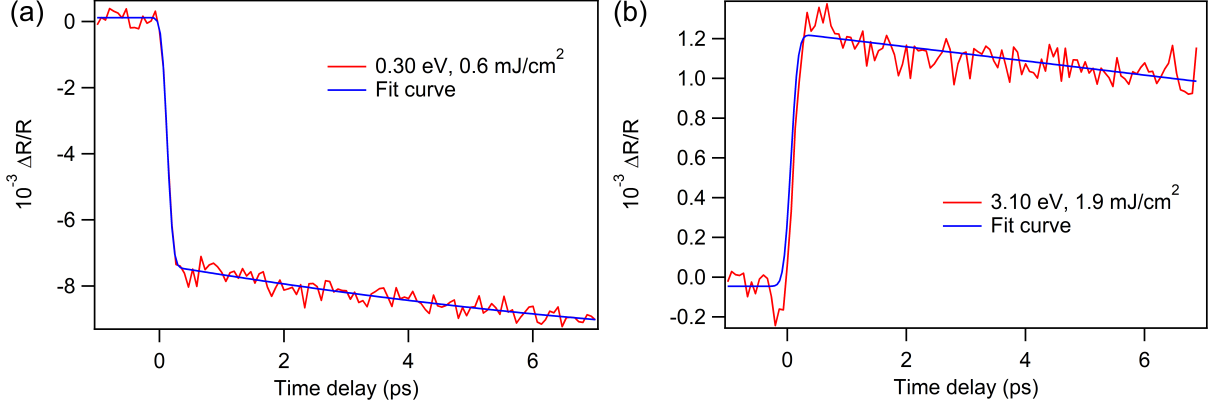 (a)
0
-2
-4
-6
-8
10⁻³ ΔR/R
0.30 eV, 0.6 mJ/cm²
Fit curve
0 2 4 6
Time delay (ps)
(b)
1.2
1.0
0.8
0.6
0.4
0.2
0.0
-0.2
10⁻³ ΔR/R
3.10 eV, 1.9 mJ/cm²
Fit curve
0 2 4 6
Time delay (ps)